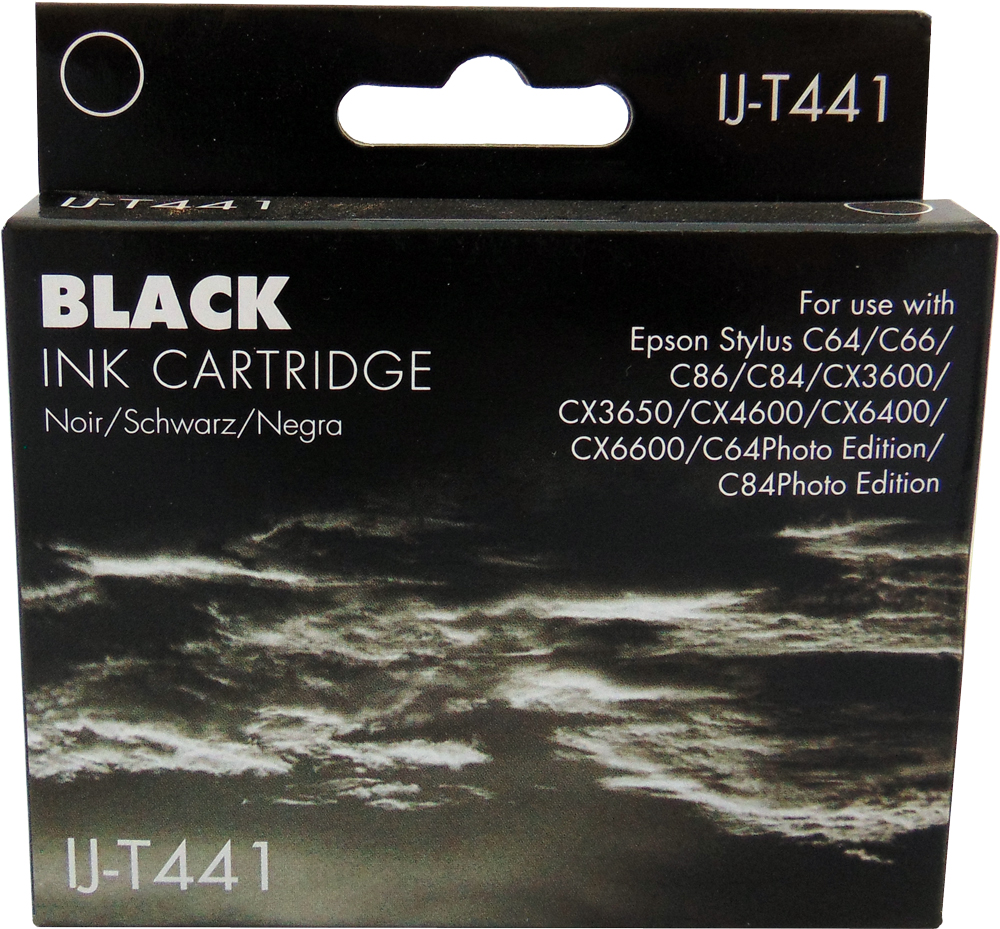 IJ-T441
IJ-T441
BLACK
INK CARTRIDGE
Noir/Schwarz/Negra
For use with
Epson Stylus C64/C66/
C86/C84/CX3600/
CX3650/CX4600/CX6400/
CX6600/C64Photo Edition/
C84Photo Edition
IJ-T441